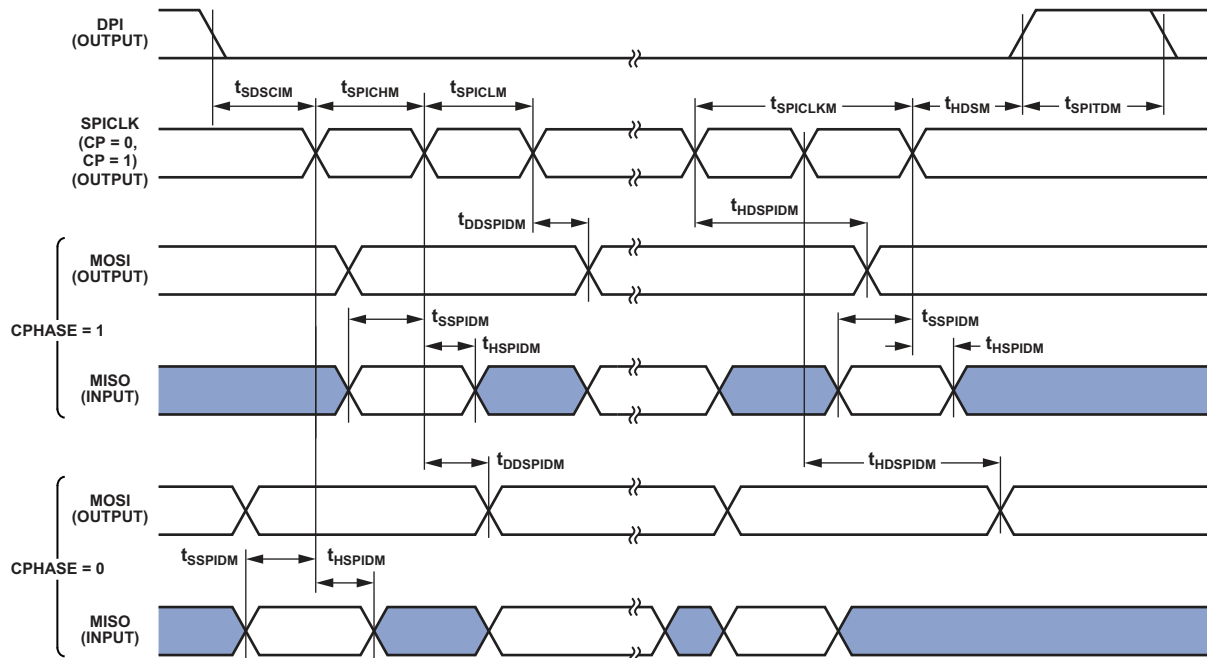 DPI
(OUTPUT)
tSDSCIM
tSPICHM
tSPICLM
tSPICLKM
tHDSM
tSPITDM
SPICLK
(CP = 0,
CP = 1)
(OUTPUT)
tDDSPIDM
tHDSPIDM
MOSI
(OUTPUT)
CPHASE = 1
tSSPIDM
tSSPIDM
tHSPIDM
tHSPIDM
MISO
(INPUT)
tDDSPIDM
tHDSPIDM
MOSI
(OUTPUT)
CPHASE = 0
tSSPIDM
tHSPIDM
MISO
(INPUT)